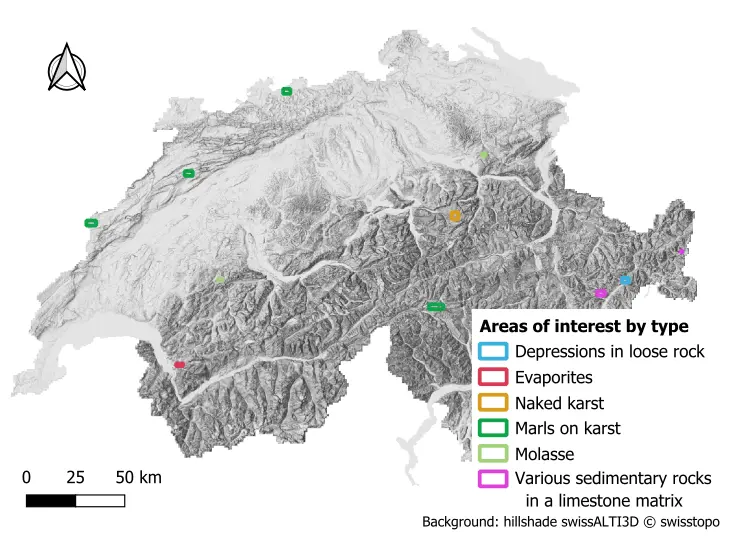 Areas of interest by type
Depressions in loose rock
Evaporites
Naked karst
Marls on karst
Molasse
Various sedimentary rocks
in a limestone matrix
0 25 50 km
Background: hillshade swissALTI3D © swisstopo